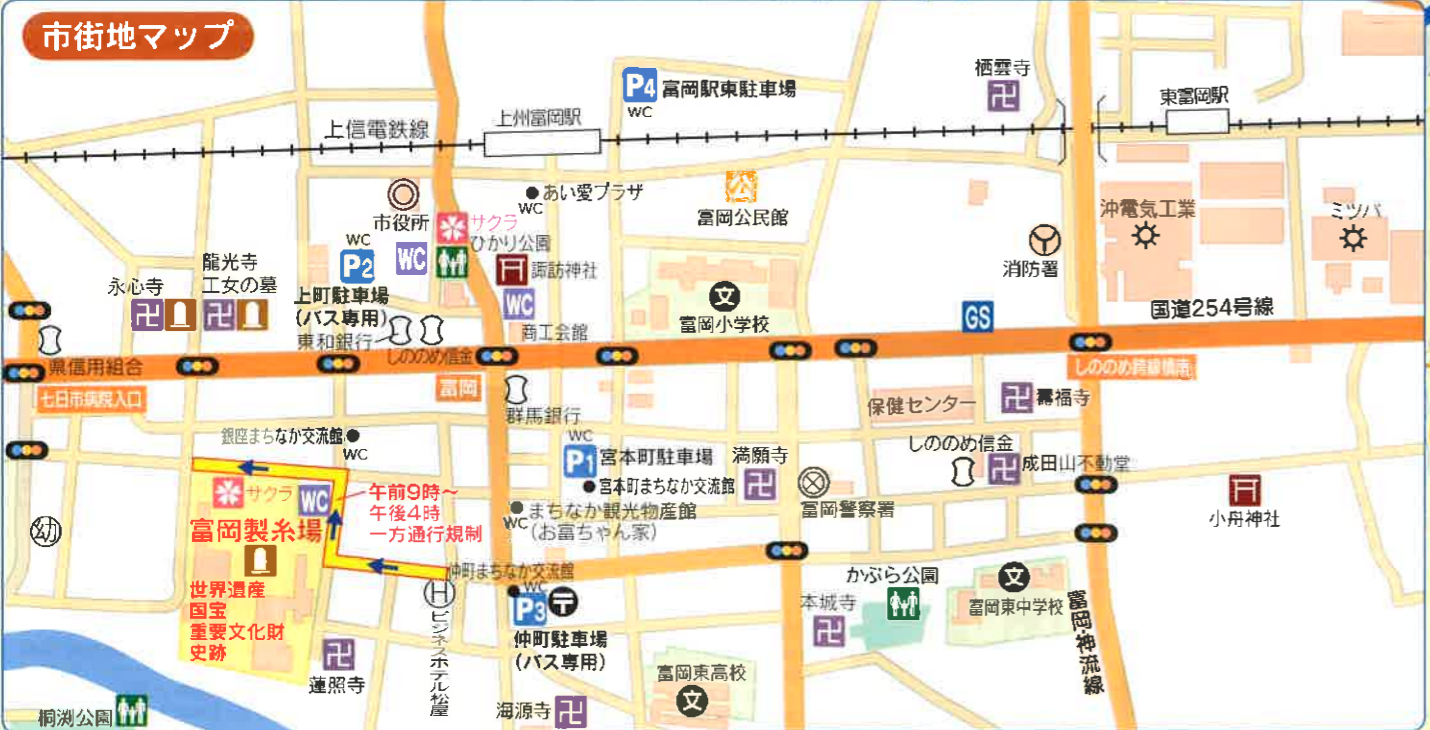 市街地マップ
P4 富岡駅東駐車場
WC
栖雲寺
東富岡駅
上信電鉄線
上州富岡駅
あい愛プラザ
WC
公
富岡公民館
市役所
サクラ
ひかり公園
WC
P2
WC
上町駐車場
(バス専用)
諏訪神社
WC
商工会館
文
富岡小学校
消防署
沖電気工業
ミツバ
永心寺
龍光寺
工女の墓
東和銀行
しののめ信金
GS
国道254号線
県信用組合
七日市病院入口
富岡
しののめ跨線橋南
群馬銀行
保健センター
壽福寺
銀座まちなか交流館
WC
WC
P1 宮本町駐車場
宮本町まちなか交流館
満願寺
しののめ信金
成田山不動堂
サクラ
WC
午前9時～
午後4時
一方通行規制
WC
まちなか観光物産館
(お富ちゃん家)
富岡警察署
小舟神社
幼
富岡製糸場
世界遺産
国宝
重要文化財
史跡
仲町まちなか交流館
WC
P3
仲町駐車場
(バス専用)
H
ビジネスホテル松屋
かぶら公園
本城寺
文
富岡東中学校
富岡・神流線
蓮照寺
富岡東高校
文
海源寺
桐渕公園